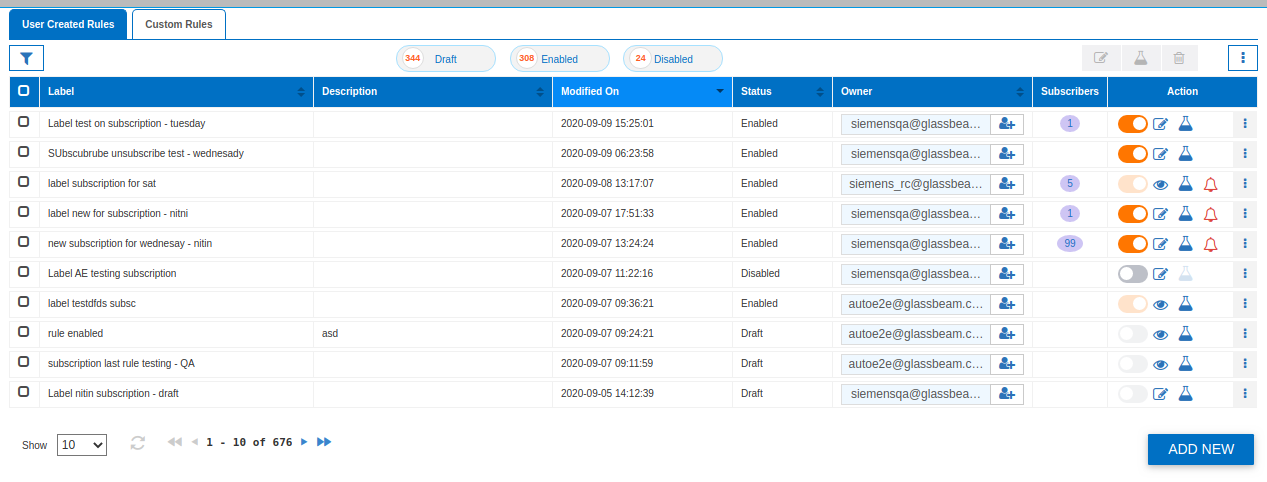 User Created Rules Custom Rules
344 Draft 308 Enabled 24 Disabled
Label Description Modified On Status Owner Subscribers Action
Label test on subscription - tuesday 2020-09-09 15:25:01 Enabled siemensqa@glassbea... 1
SUbscubrube unsubscribe test - wednesady 2020-09-09 06:23:58 Enabled siemensqa@glassbea...
label subscription for sat 2020-09-08 13:17:07 Enabled siemens_rc@glassbea... 5
label new for subscription - nitni 2020-09-07 17:51:33 Enabled siemensqa@glassbea... 1
new subscription for wednesay - nitin 2020-09-07 13:24:24 Enabled siemensqa@glassbea... 99
Label AE testing subscription 2020-09-07 11:22:16 Disabled siemensqa@glassbea...
label testdfds subsc 2020-09-07 09:36:21 Enabled autoe2e@glassbeam.c...
rule enabled asd 2020-09-07 09:24:21 Draft autoe2e@glassbeam.c...
subscription last rule testing - QA 2020-09-07 09:11:59 Draft autoe2e@glassbeam.c...
Label nitin subscription - draft 2020-09-05 14:12:39 Draft siemensqa@glassbea...
Show 10 1 - 10 of 676 ADD NEW